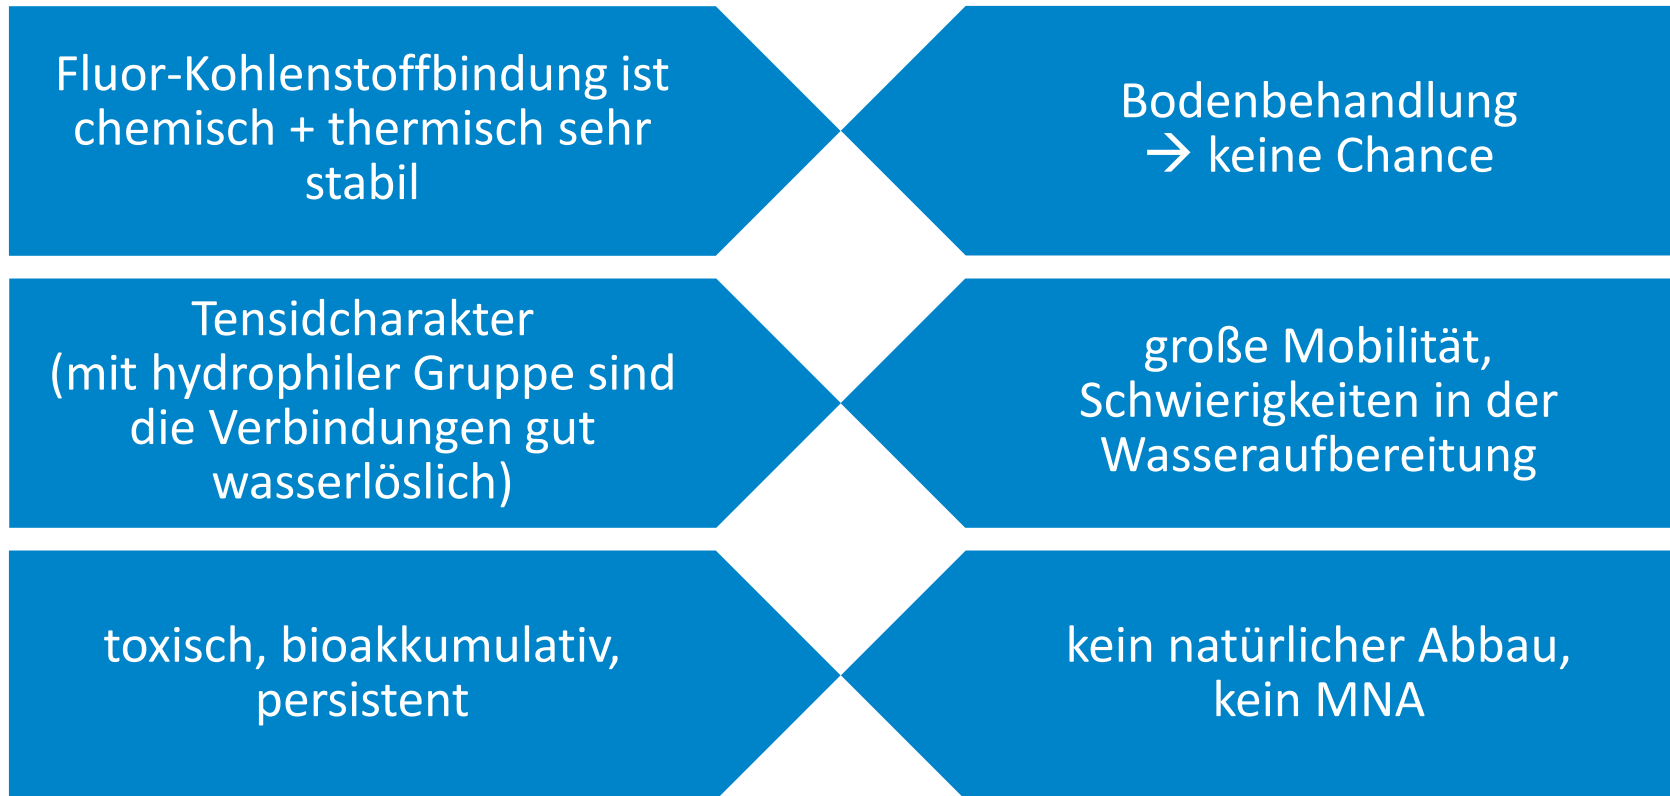 Fluor-Kohlenstoffbindung ist
chemisch + thermisch sehr
stabil
Bodenbehandlung
→ keine Chance
Tensidcharakter
(mit hydrophiler Gruppe sind
die Verbindungen gut
wasserlöslich)
große Mobilität,
Schwierigkeiten in der
Wasseraufbereitung
toxisch, bioakkumulativ,
persistent
kein natürlicher Abbau,
kein MNA